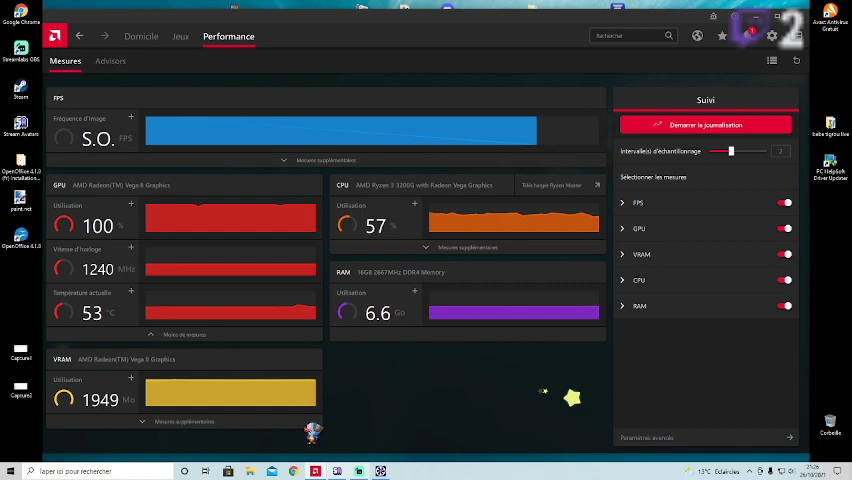 Google Chrome
Streamlabs OBS
Steam
Stream Avatars
OpenOffice 4.1.8
(fr) Installation...
paint.net
OpenOffice 4.1.8
Capture1
Capture2
Domicile
Jeux
Performance
Rechercher
2
Mesures
Advisors
FPS
Fréquence d'image
S.O. FPS
Mesures supplémentaires
GPU AMD Radeon(TM) Vega 8 Graphics
Utilisation
100 %
Vitesse d'horloge
1240 MHz
Température actuelle
53 °C
Moins de mesures
VRAM AMD Radeon(TM) Vega 8 Graphics
Utilisation
1949 Mo
Mesures supplémentaires
CPU AMD Ryzen 3 3200G with Radeon Vega Graphics
Télécharger Ryzen Master
Utilisation
57 %
Mesures supplémentaires
RAM 16GB 2667MHz DDR4 Memory
Utilisation
6.6 Go
Suivi
Démarrer la journalisation
Intervalle(s) d'échantillonnage
2
Sélectionner les mesures
FPS
GPU
VRAM
CPU
RAM
Paramètres avancés
Avast Antivirus
Gratuit
babetigrou live
PC HelpSoft
Driver Updater
Corbeille
Taper ici pour rechercher
13°C Eclaircies
21:26
26/10/2021